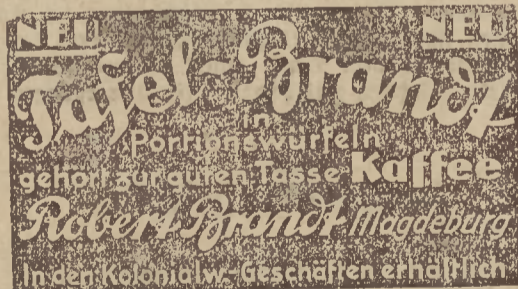 NEU NEU
Tafel-Brandt
in
Portionswürfeln
gehört zur guten Tasse Kaffee
Robert Brandt Magdeburg
In den Kolonialw.-Geschäften erhältlich